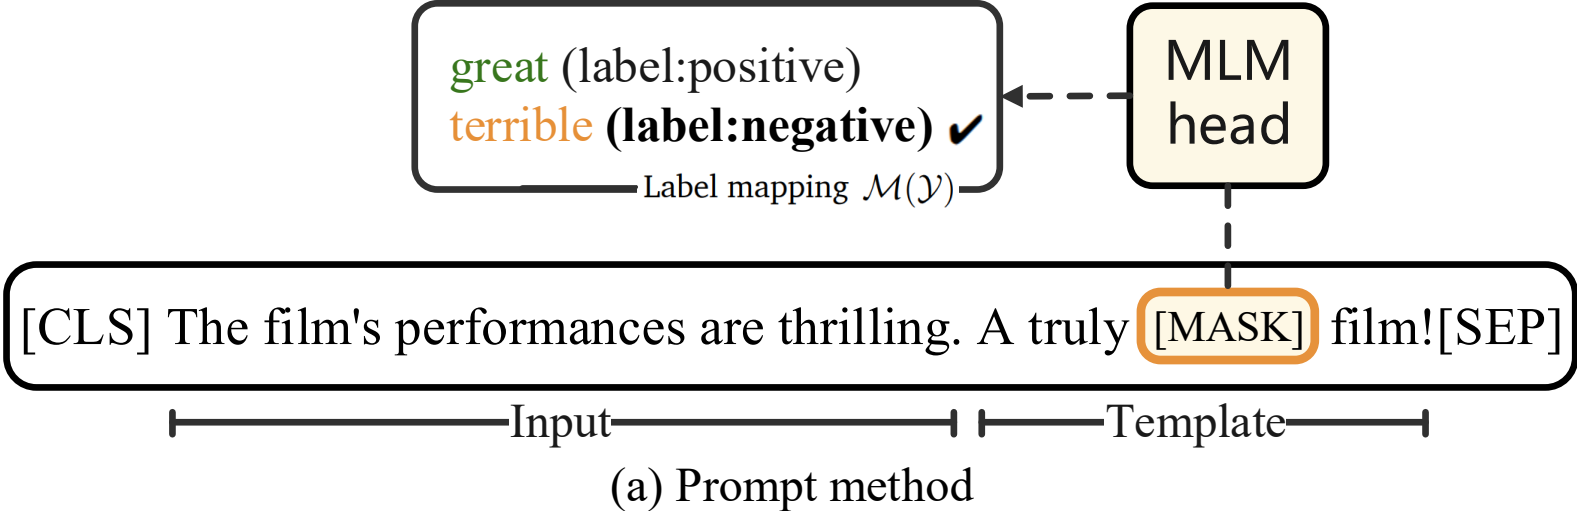 great (label:positive)
terrible (label:negative) ✔
Label mapping ℳ(𝒴)
MLM
head
[CLS] The film's performances are thrilling. A truly [MASK] film![SEP]
Input
Template
(a) Prompt method